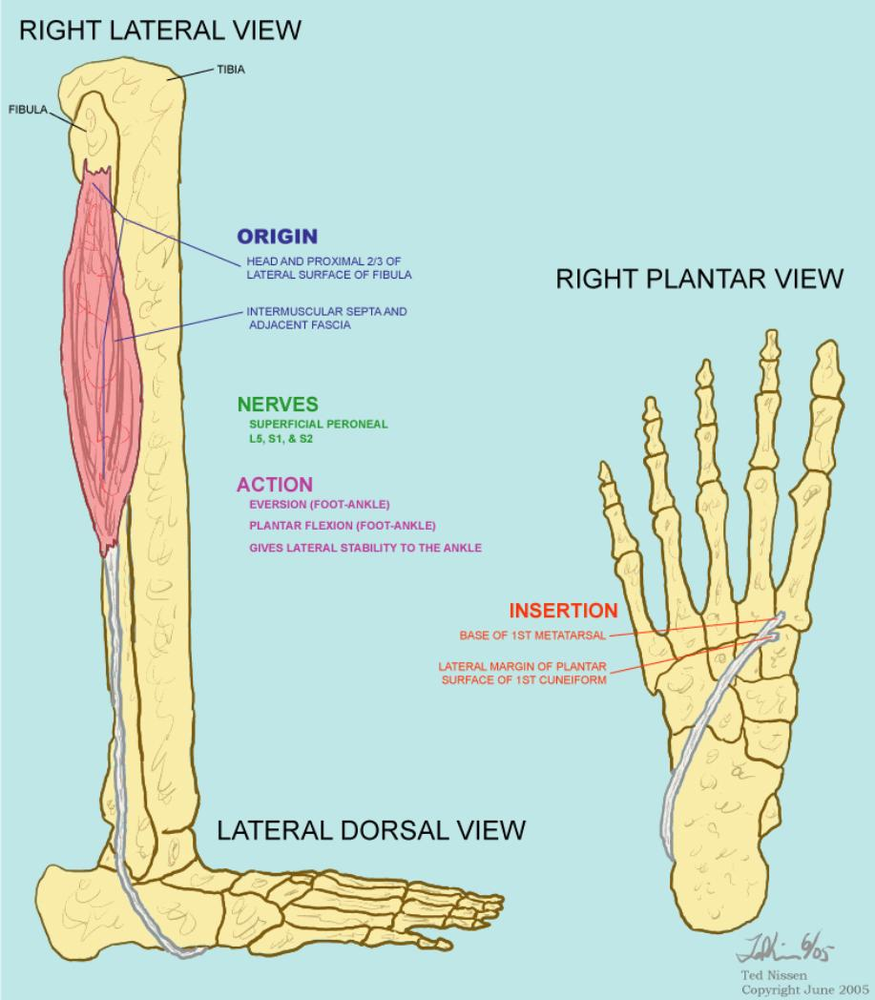 RIGHT LATERAL VIEW
TIBIA
FIBULA
ORIGIN
HEAD AND PROXIMAL 2/3 OF
LATERAL SURFACE OF FIBULA
INTERMUSCULAR SEPTA AND
ADJACENT FASCIA
NERVES
SUPERFICIAL PERONEAL
L5, S1, & S2
ACTION
EVERSION (FOOT-ANKLE)
PLANTAR FLEXION (FOOT-ANKLE)
GIVES LATERAL STABILITY TO THE ANKLE
RIGHT PLANTAR VIEW
INSERTION
BASE OF 1ST METATARSAL
LATERAL MARGIN OF PLANTAR
SURFACE OF 1ST CUNEIFORM
LATERAL DORSAL VIEW
6/05
Ted Nissen
Copyright June 2005